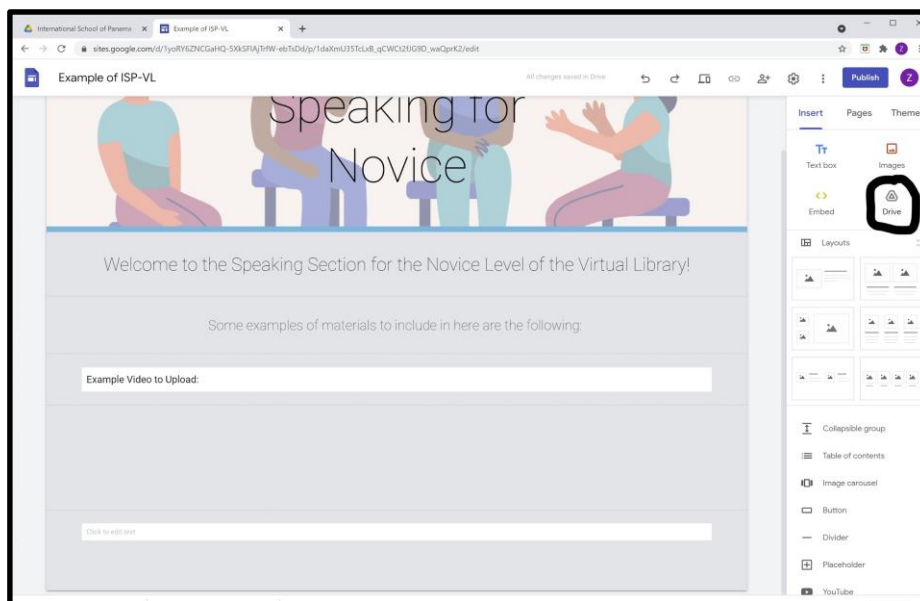 International School of Panama
Example of ISP-VL
sites.google.com/d/1yoRY6ZNCGaHQ-5XkSFlAjTrfW-ebTsDd/p/1daXmU35TcLxB_qCWCt2fJG9D_waQprK2/edit
Example of ISP-VL
All changes saved in Drive
Publish
Z
Z
Speaking for
Novice
Welcome to the Speaking Section for the Novice Level of the Virtual Library!
Some examples of materials to include in here are the following:
Example Video to Upload:
Click to edit text
Insert Pages Theme
Tт
Text box Images
Embed Drive
Layouts
Collapsible group
Table of contents
Image carousel
Button
Divider
Placeholder
YouTube